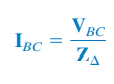 I_BC = V_BC / Z_Δ